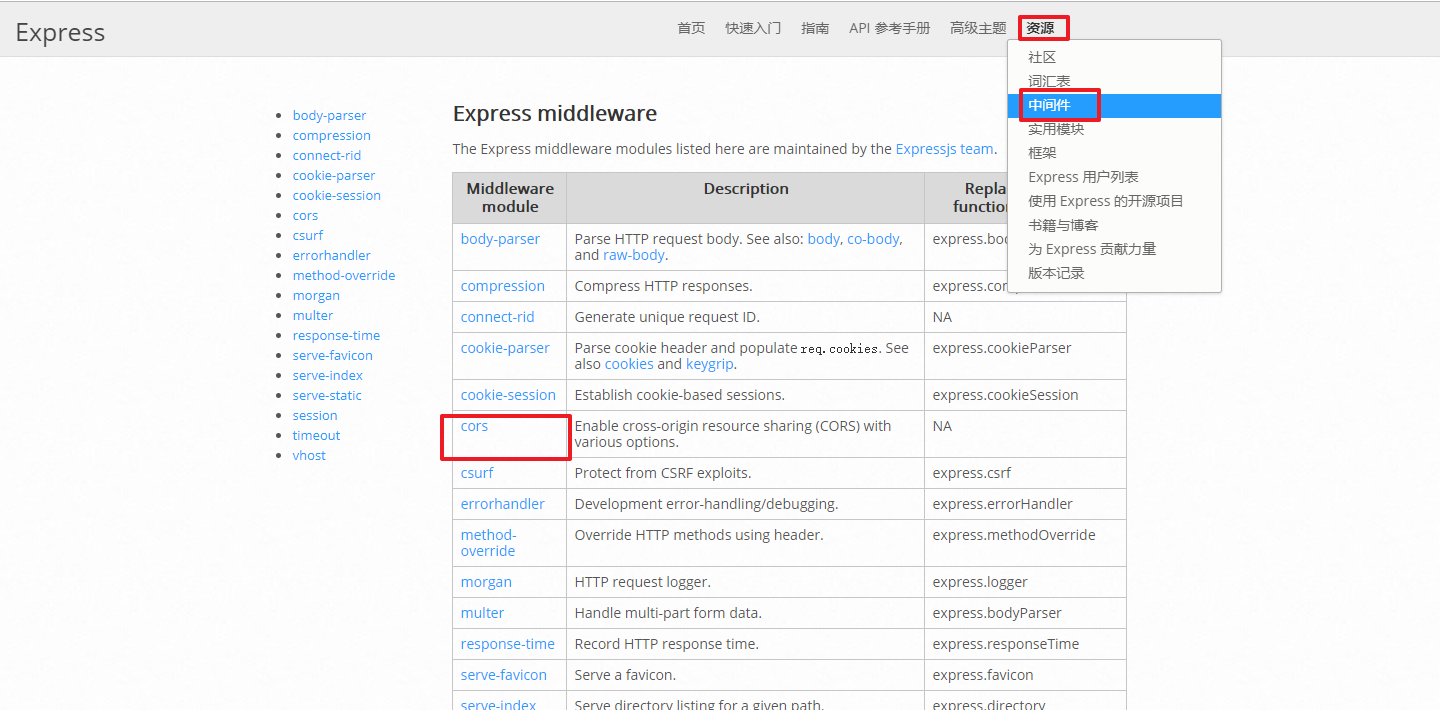 Express
首页 快速入门 指南 API 参考手册 高级主题 资源
社区
词汇表
中间件
实用模块
框架
Express 用户列表
使用 Express 的开源项目
书籍与博客
为 Express 贡献力量
版本记录
body-parser
compression
connect-rid
cookie-parser
cookie-session
cors
csurf
errorhandler
method-override
morgan
multer
response-time
serve-favicon
serve-index
serve-static
session
timeout
vhost
Express middleware
The Express middleware modules listed here are maintained by the Expressjs team.
Middleware
module
Description
body-parser
Parse HTTP request body. See also: body, co-body,
and raw-body.
compression
Compress HTTP responses.
connect-rid
Generate unique request ID.
NA
cookie-parser
Parse cookie header and populate req.cookies. See
also cookies and keygrip.
express.cookieParser
cookie-session
Establish cookie-based sessions.
express.cookieSession
cors
Enable cross-origin resource sharing (CORS) with
various options.
NA
csurf
Protect from CSRF exploits.
express.csrf
errorhandler
Development error-handling/debugging.
express.errorHandler
method-
override
Override HTTP methods using header.
express.methodOverride
morgan
HTTP request logger.
express.logger
multer
Handle multi-part form data.
express.bodyParser
response-time
Record HTTP response time.
express.responseTime
serve-favicon
Serve a favicon.
express.favicon
serve-index
Serve directory listing for a given path.
express.directory